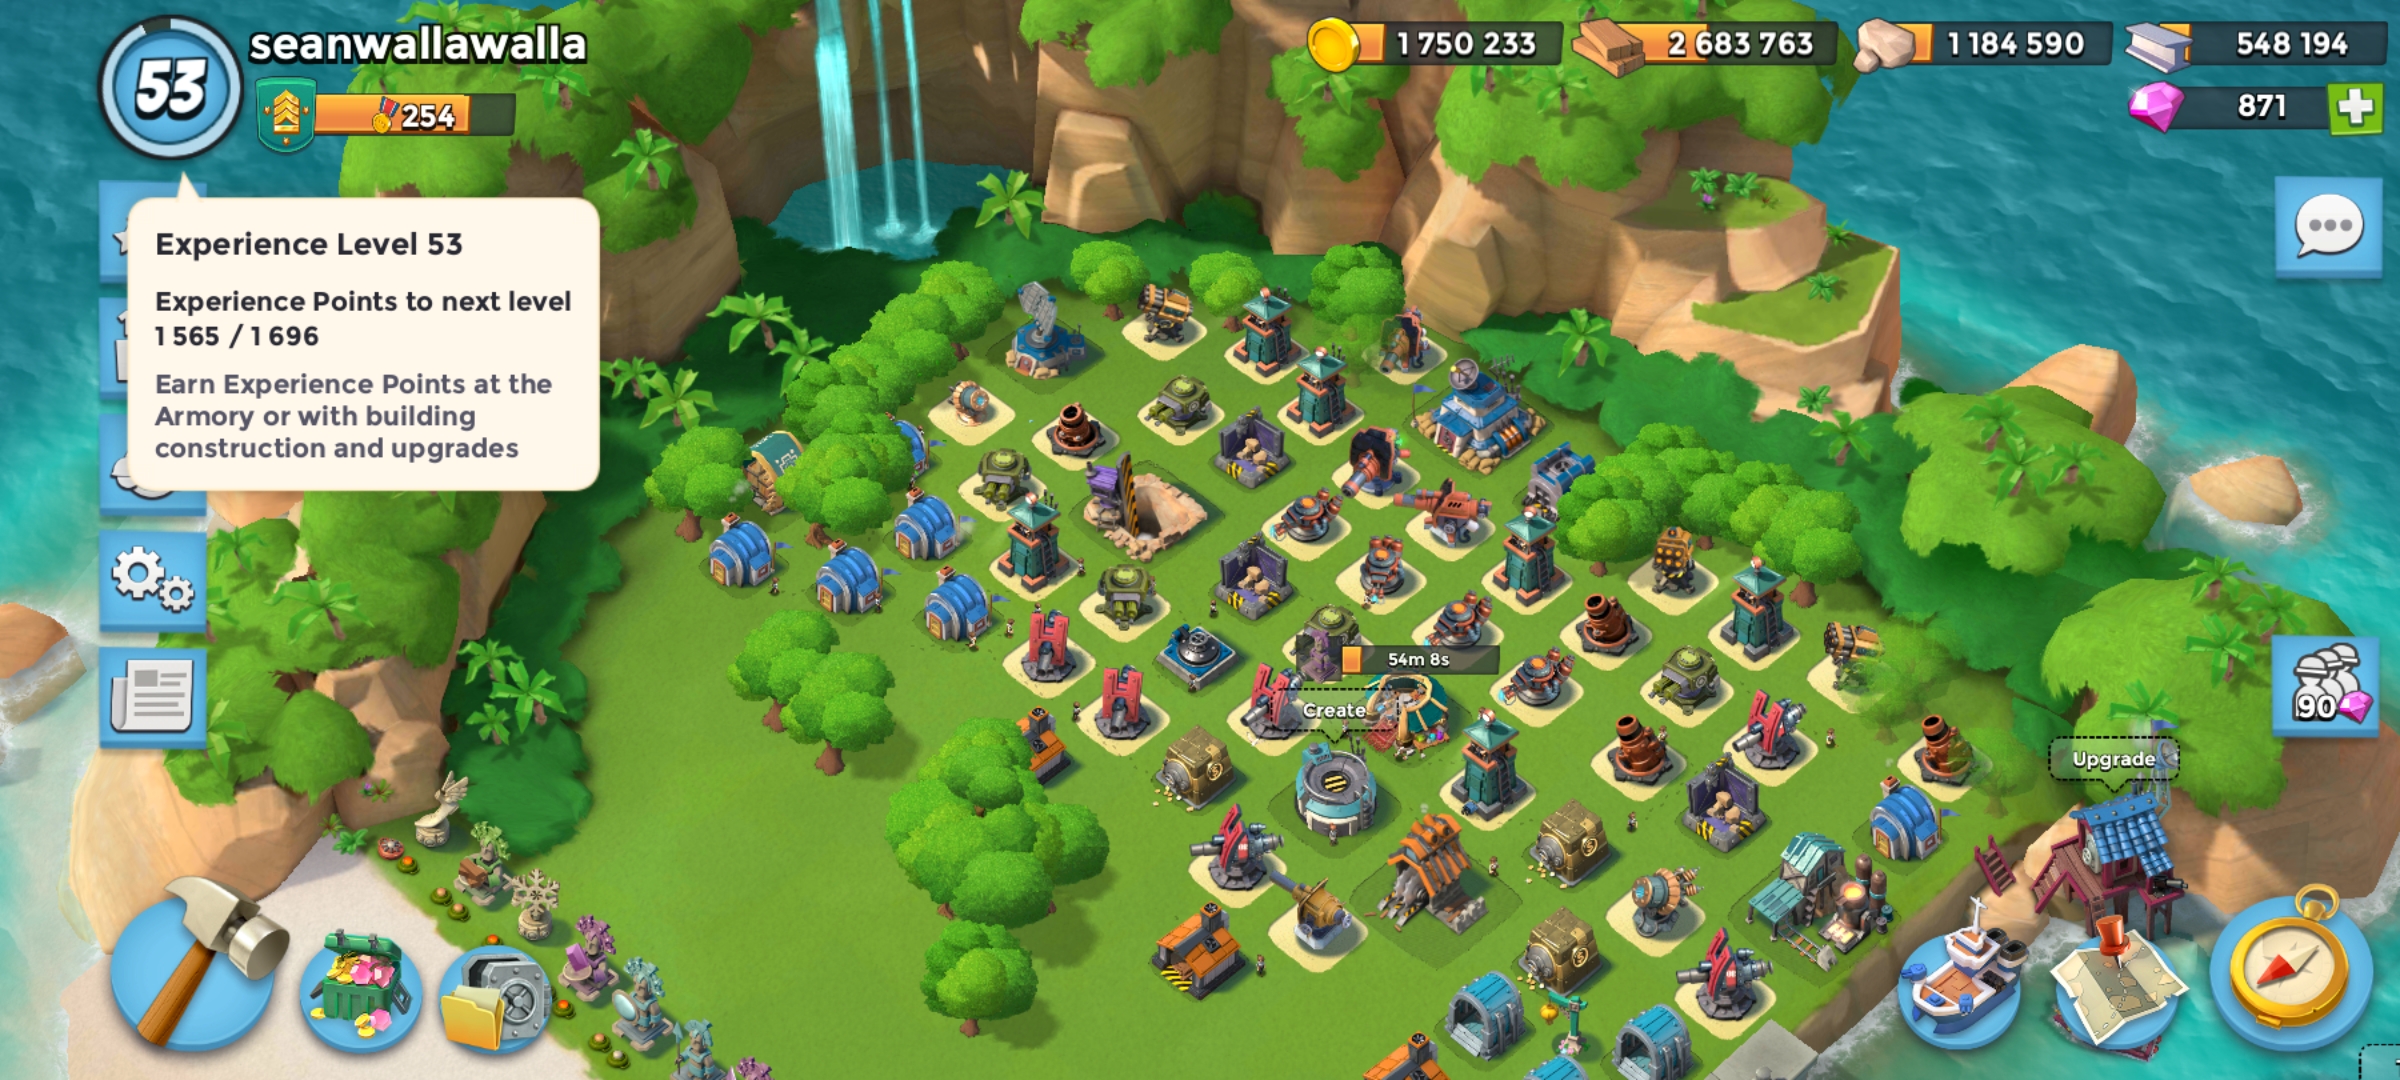 53
seanwallawalla
254
1 750 233
2 683 763
1 184 590
548 194
871
Experience Level 53
Experience Points to next level
1 565 / 1 696
Earn Experience Points at the
Armory or with building
construction and upgrades
54m 8s
Create
90
Upgrade